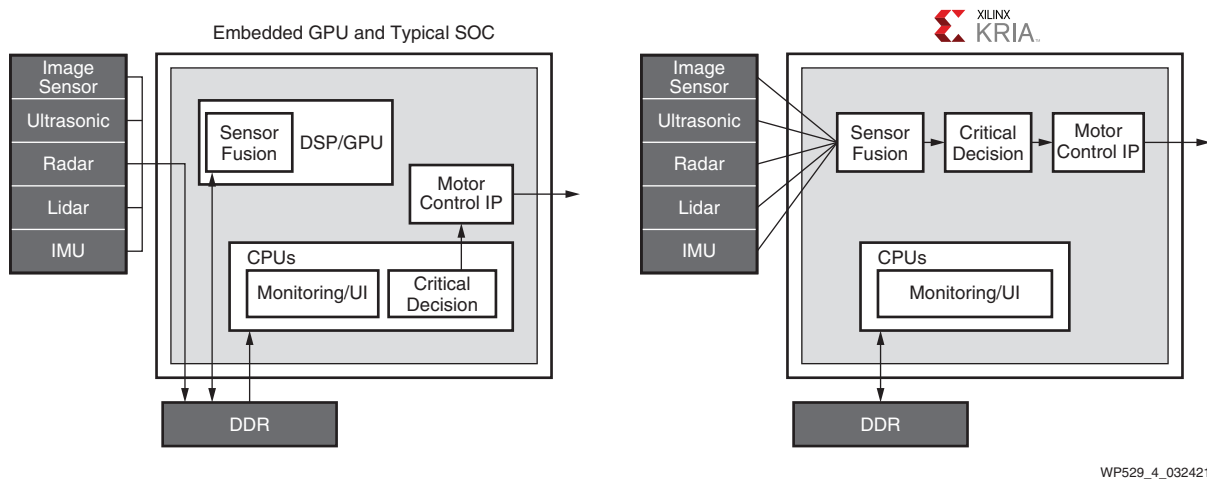 Embedded GPU and Typical SOC
Image
Sensor
Ultrasonic
Radar
Lidar
IMU
Sensor
Fusion
DSP/GPU
Motor
Control IP
CPUs
Monitoring/UI
Critical
Decision
DDR
XILINX
KRIA™
Image
Sensor
Ultrasonic
Radar
Lidar
IMU
Sensor
Fusion
Critical
Decision
Motor
Control IP
CPUs
Monitoring/UI
DDR
WP529_4_032421